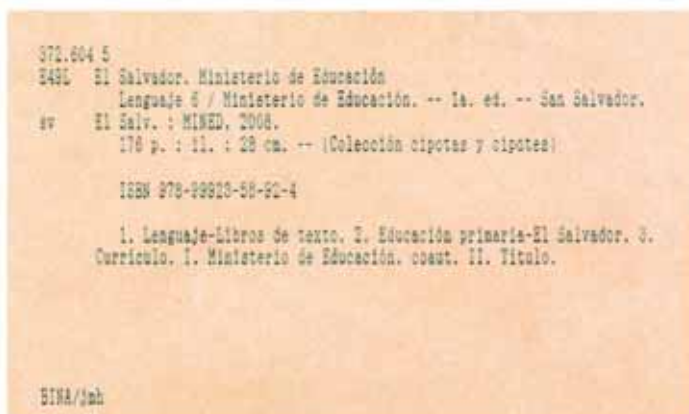 372.604 5
E49L El Salvador. Ministerio de Educación
Lenguaje 6 / Ministerio de Educación. -- 1a. ed. -- San Salvador,
sv El Salv. : MINED, 2008.
176 p. : il. ; 28 cm. -- (Colección cipotas y cipotes)
ISBN 978-99923-58-92-4
1. Lenguaje-Libros de texto. 2. Educación primaria-El Salvador. 3.
Currículo. I. Ministerio de Educación, coaut. II. Título.
BINA/jmh